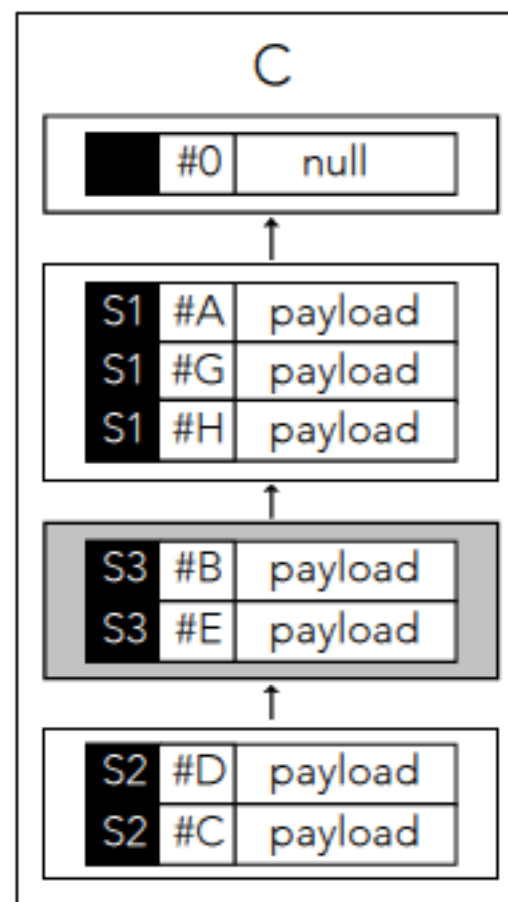 C
#0 null
S1 #A payload
S1 #G payload
S1 #H payload
S3 #B payload
S3 #E payload
S2 #D payload
S2 #C payload